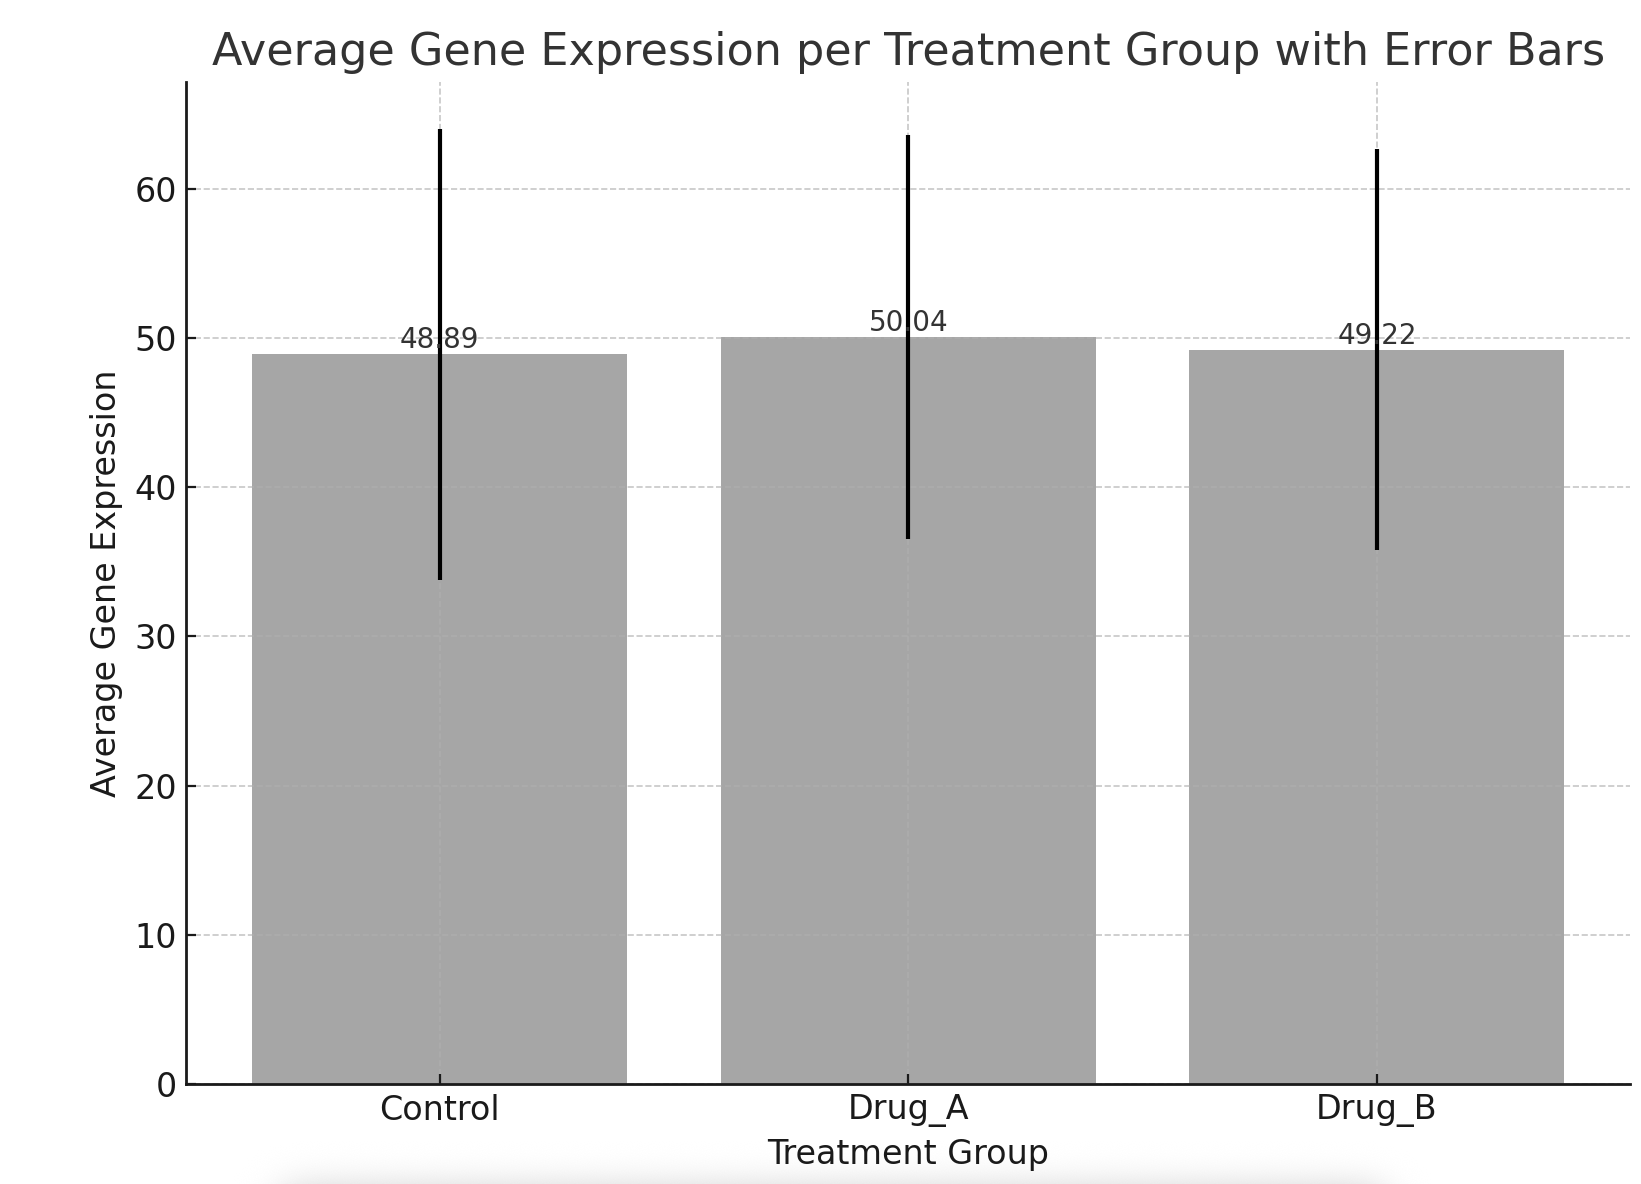 Average Gene Expression per Treatment Group with Error Bars
Average Gene Expression
60
50
40
30
20
10
0
48.89
50.04
49.22
Control
Drug_A
Drug_B
Treatment Group